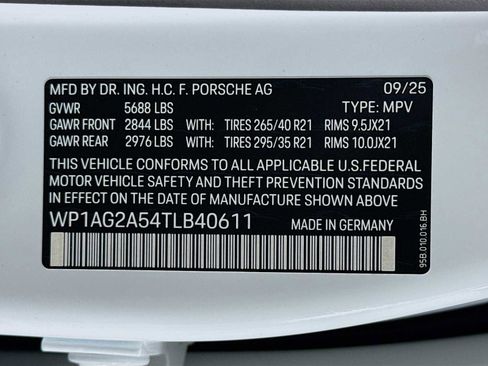 MFD BY DR. ING. H.C. F. PORSCHE AG 09/25
GVWR 5688 LBS TYPE: MPV
GAWR FRONT 2844 LBS WITH: TIRES 265/40 R21 RIMS 9.5JX21
GAWR REAR 2976 LBS WITH: TIRES 295/35 R21 RIMS 10.0JX21
THIS VEHICLE CONFORMS TO ALL APPLICABLE U.S.FEDERAL
MOTOR VEHICLE SAFETY AND THEFT PREVENTION STANDARDS
IN EFFECT ON THE DATE OF MANUFACTURE SHOWN ABOVE
WP1AG2A54TLB40611 MADE IN GERMANY
95B.010.016.BH